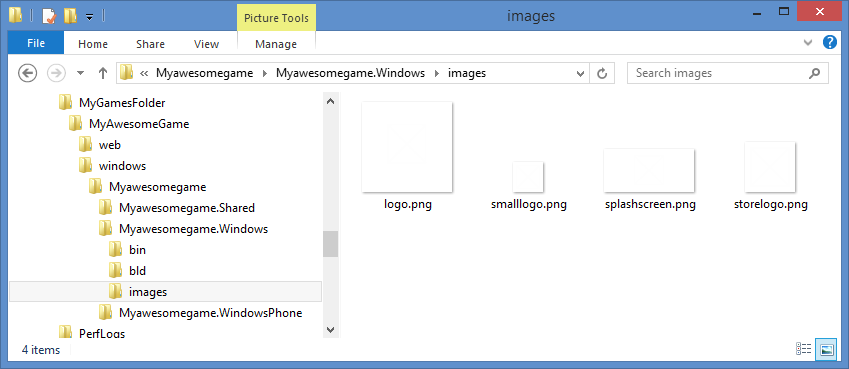 Picture Tools
images
File
Home
Share
View
Manage
« Myawesomegame Myawesomegame.Windows images
Search images
MyGamesFolder
MyAwesomeGame
web
windows
Myawesomegame
Myawesomegame.Shared
Myawesomegame.Windows
bin
bld
images
Myawesomegame.WindowsPhone
PerfLogs
logo.png
smalllogo.png
splashscreen.png
storelogo.png
4 items